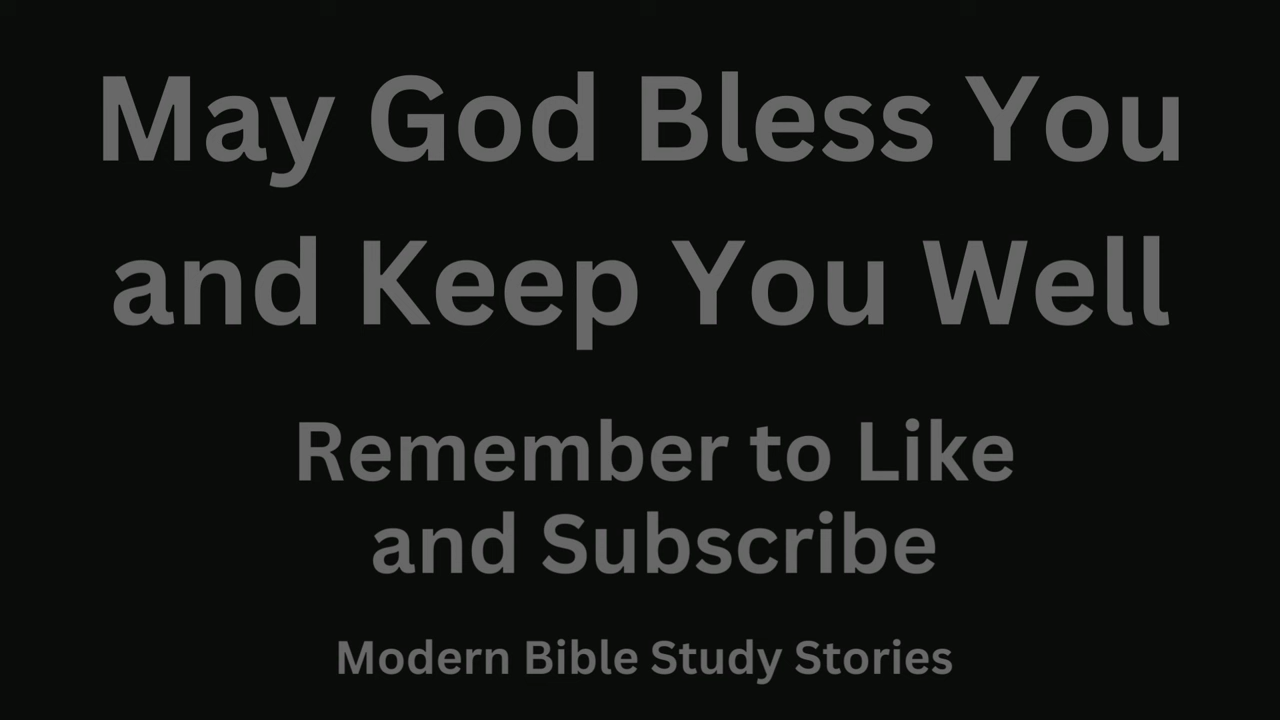 May God Bless You
and Keep You Well
Remember to Like
and Subscribe
Modern Bible Study Stories